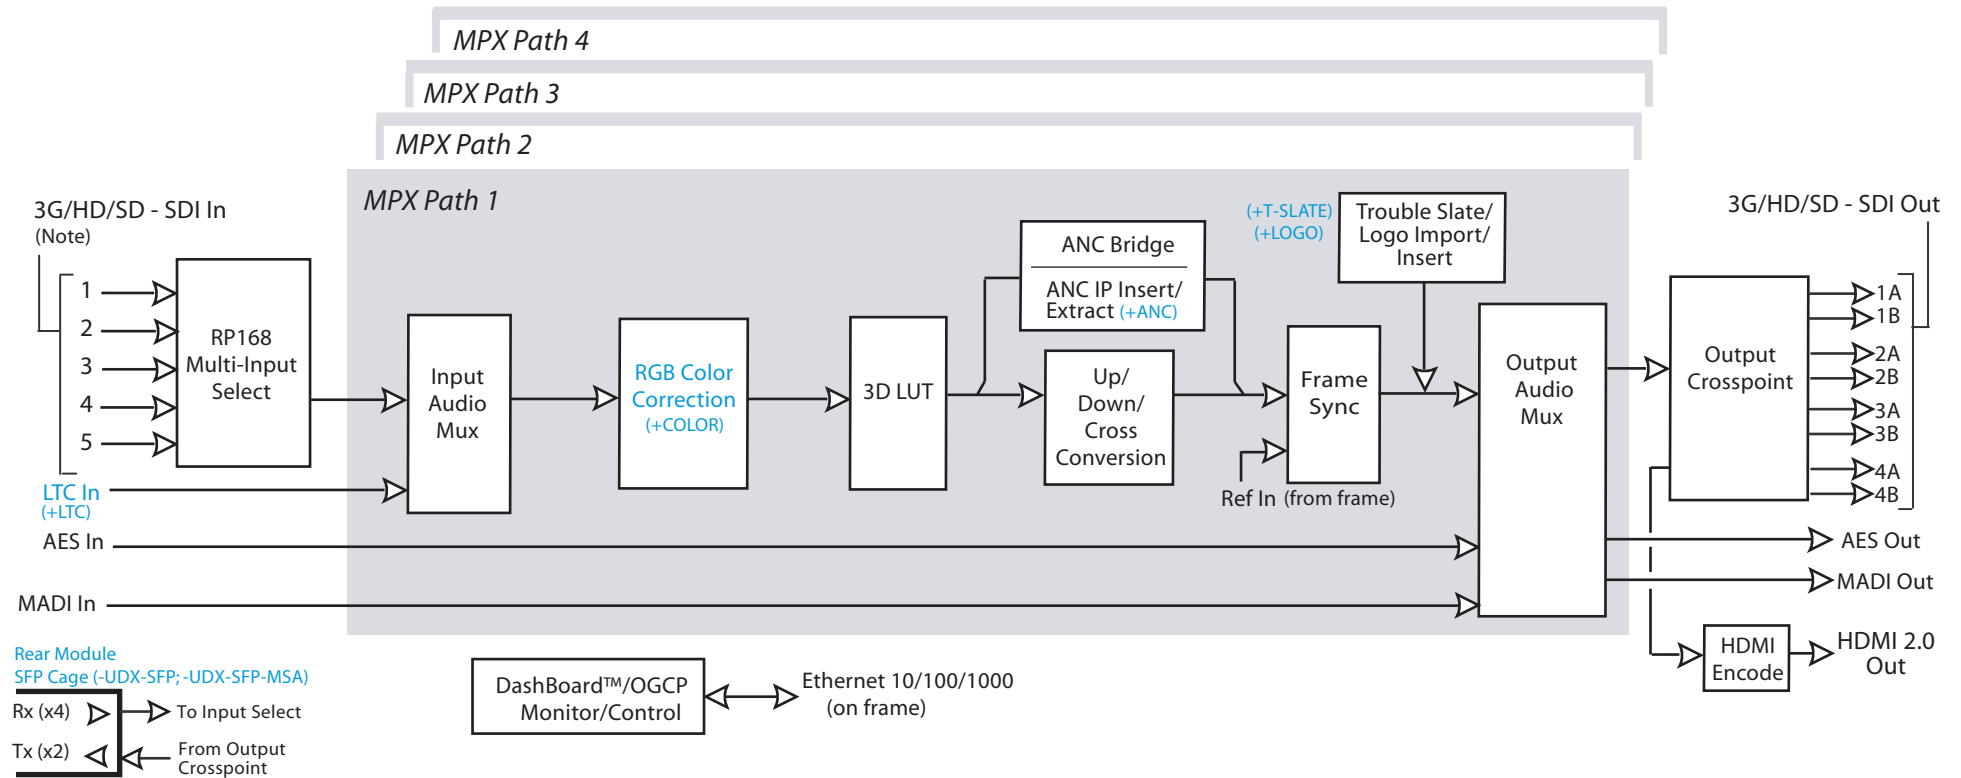 MPX Path 4
MPX Path 3
MPX Path 2
MPX Path 1
3G/HD/SD - SDI In
(Note)
1
2
3
4
5
RP168
Multi-Input
Select
LTC In
(+LTC)
AES In
MADI In
Input
Audio
Mux
RGB Color
Correction
(+COLOR)
3D LUT
ANC Bridge
ANC IP Insert/
Extract (+ANC)
Up/
Down/
Cross
Conversion
(+T-SLATE)
(+LOGO)
Trouble Slate/
Logo Import/
Insert
Frame
Sync
Ref In (from frame)
Output
Audio
Mux
3G/HD/SD - SDI Out
Output
Crosspoint
1A
1B
2A
2B
3A
3B
4A
4B
AES Out
MADI Out
HDMI
Encode
HDMI 2.0
Out
Rear Module
SFP Cage (-UDX-SFP; -UDX-SFP-MSA)
Rx (x4)
To Input Select
Tx (x2)
From Output
Crosspoint
DashBoard™/OGCP
Monitor/Control
Ethernet 10/100/1000
(on frame)